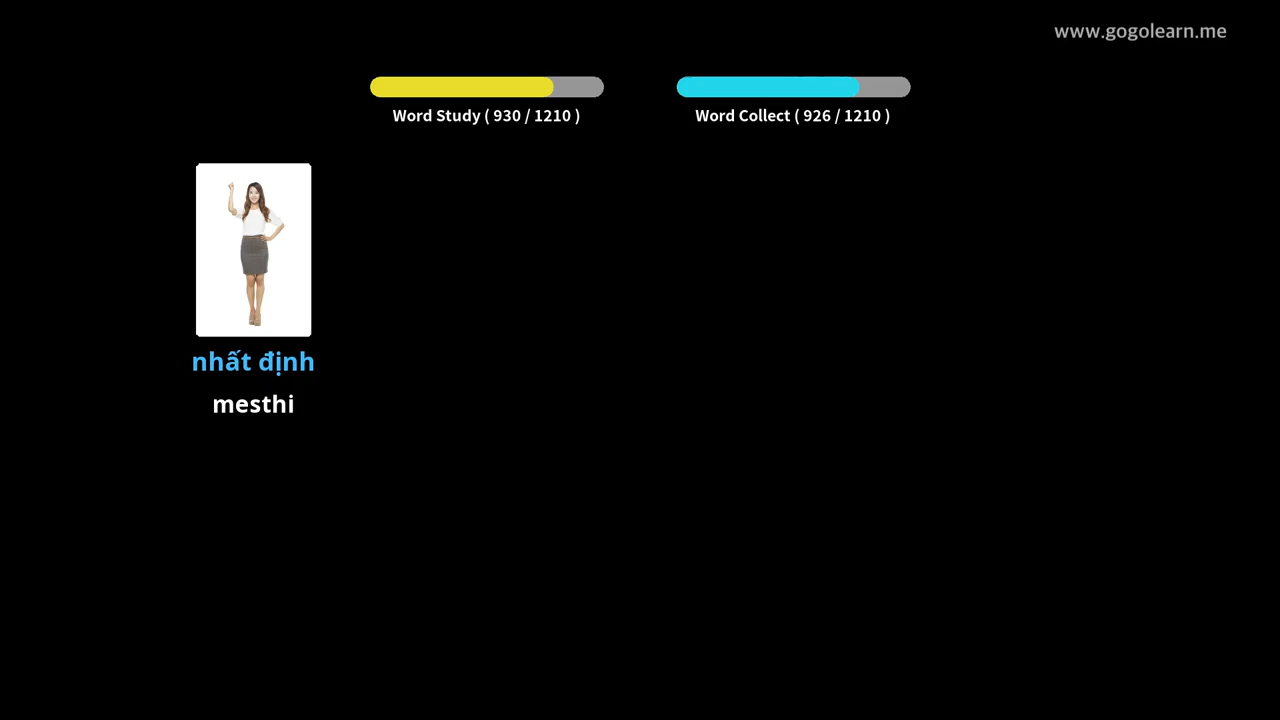 www.gogolearn.me
Word Study ( 930 / 1210 )
Word Collect ( 926 / 1210 )
nhất định
mesthi